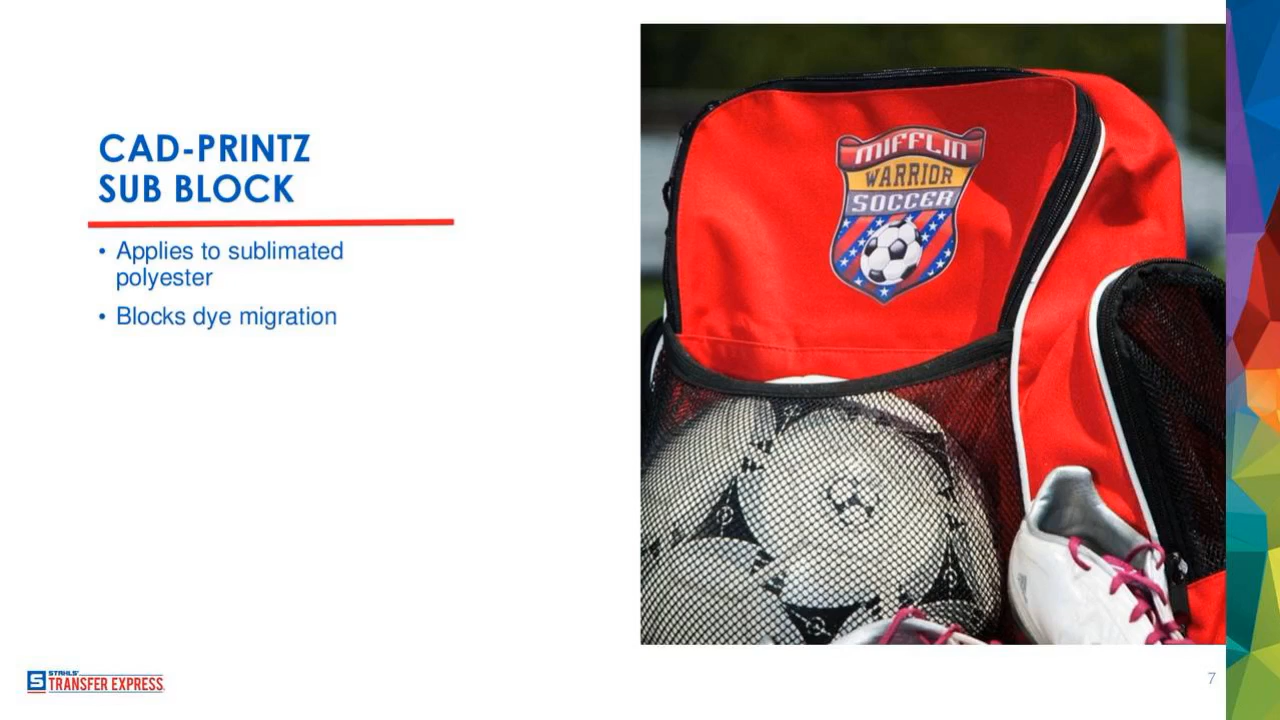 CAD-PRINTZ
SUB BLOCK
• Applies to sublimated
polyester
• Blocks dye migration
MIFFLIN
WARRIOR
SOCCER
STAHLS'
TRANSFER EXPRESS
7